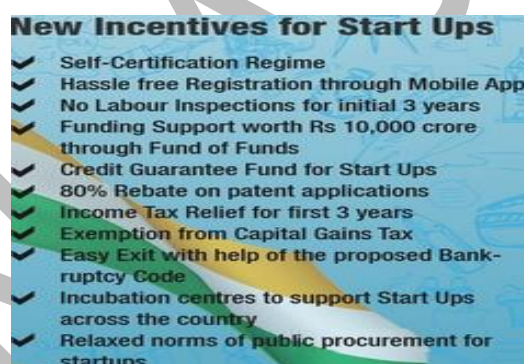 New Incentives for Start Ups
Self-Certification Regime
Hassle free Registration through Mobile App
No Labour Inspections for initial 3 years
Funding Support worth Rs 10,000 crore
through Fund of Funds
Credit Guarantee Fund for Start Ups
80% Rebate on patent applications
Income Tax Relief for first 3 years
Exemption from Capital Gains Tax
Easy Exit with help of the proposed Bank-
ruptcy Code
Incubation centres to support Start Ups
across the country
Relaxed norms of public procurement for
startups